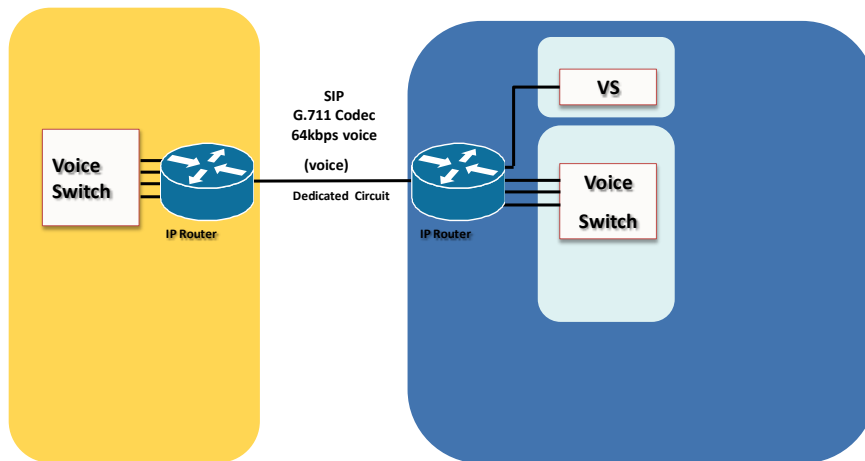 SIP
G.711 Codec
64kbps voice
(voice)
Dedicated Circuit
Voice
Switch
IP Router
IP Router
VS
Voice
Switch